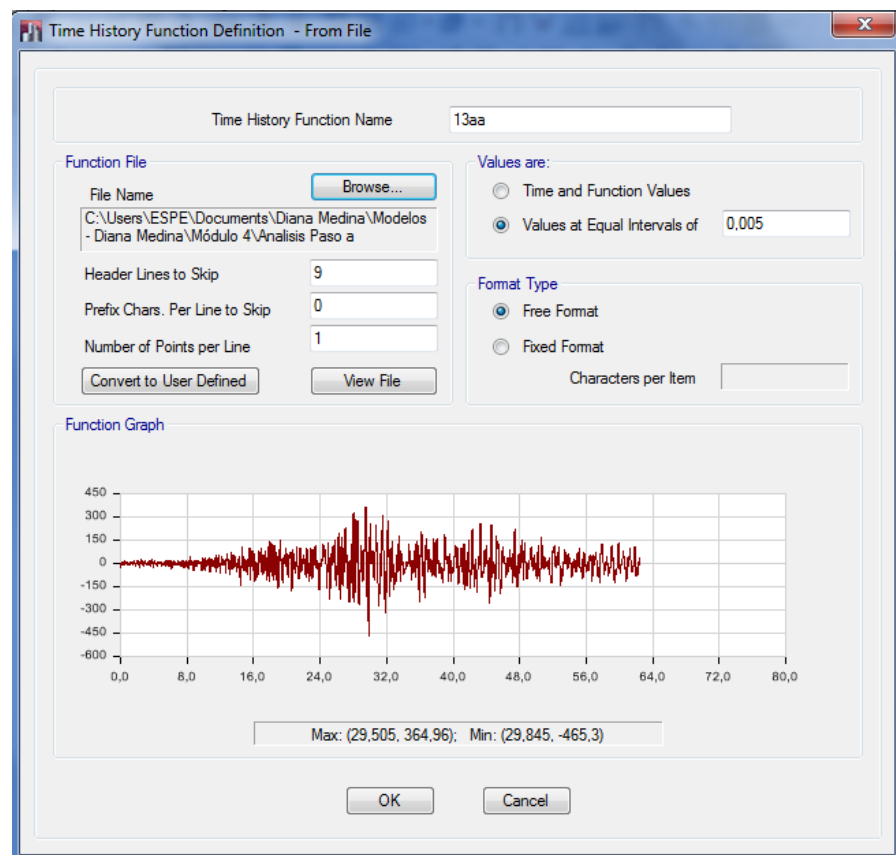 Time History Function Definition - From File
Time History Function Name 13aa
Function File
File Name Browse...
C:\Users\ESPE\Documents\Diana Medina\Modelos
- Diana Medina\Módulo 4\Analisis Paso a
Header Lines to Skip 9
Prefix Chars. Per Line to Skip 0
Number of Points per Line 1
Convert to User Defined View File
Values are:
Time and Function Values
Values at Equal Intervals of 0,005
Format Type
Free Format
Fixed Format
Characters per Item
Function Graph
450
300
150
0
-150
-300
-450
-600
0,0 8,0 16,0 24,0 32,0 40,0 48,0 56,0 64,0 72,0 80,0
Max: (29,505, 364,96); Min: (29,845, -465,3)
OK Cancel